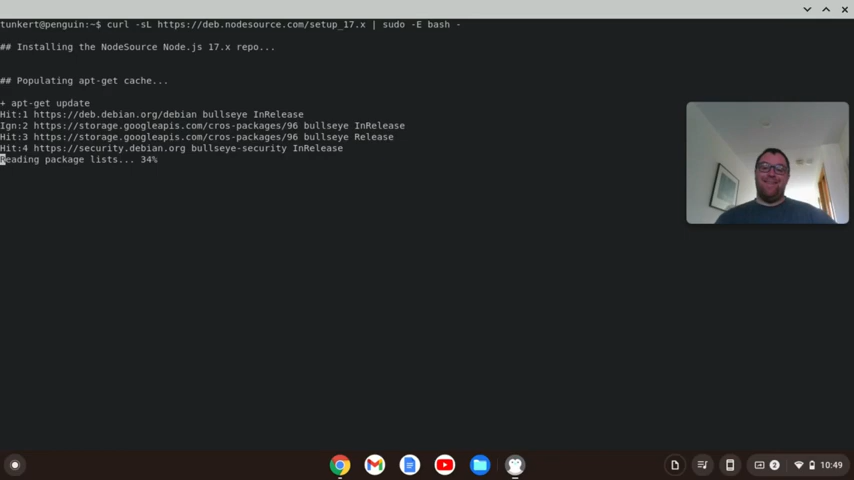 tunkert@penguin:~$ curl -sL https://deb.nodesource.com/setup_17.x | sudo -E bash -
## Installing the NodeSource Node.js 17.x repo...
## Populating apt-get cache...
+ apt-get update
Hit:1 https://deb.debian.org/debian bullseye InRelease
Ign:2 https://storage.googleapis.com/cros-packages/96 bullseye InRelease
Hit:3 https://storage.googleapis.com/cros-packages/96 bullseye Release
Hit:4 https://security.debian.org bullseye-security InRelease
Reading package lists... 34%
2 10:49